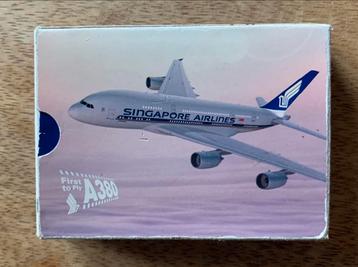 SINGAPORE AIRLINES
First
to Fly
A380